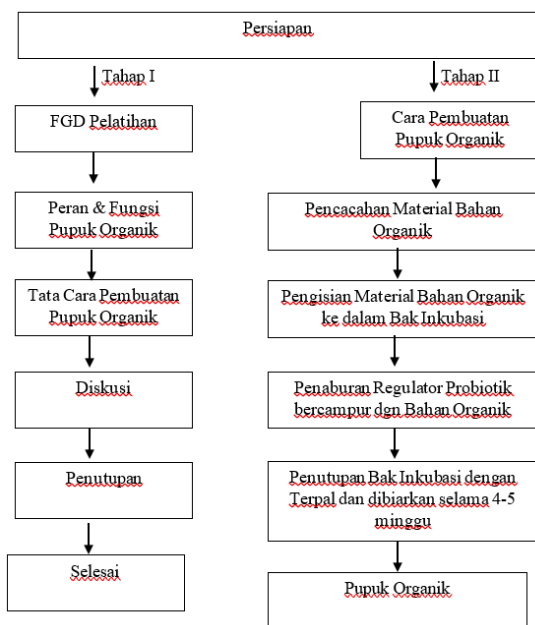 Persiapan
Tahap I
Tahap II
FGD Pelatihan
Cara Pembuatan
Pupuk Organik
Peran & Fungsi
Pupuk Organik
Pencacahan Material Bahan
Organik
Tata Cara Pembuatan
Pupuk Organik
Pengisian Material Bahan Organik
ke dalam Bak Inkubasi
Diskusi
Penaburan Regulator Probiotik
bercampur dgn Bahan Organik
Penutupan
Penutupan Bak Inkubasi dengan
Terpal dan dibiarkan selama 4-5
minggu
Selesai
Pupuk Organik